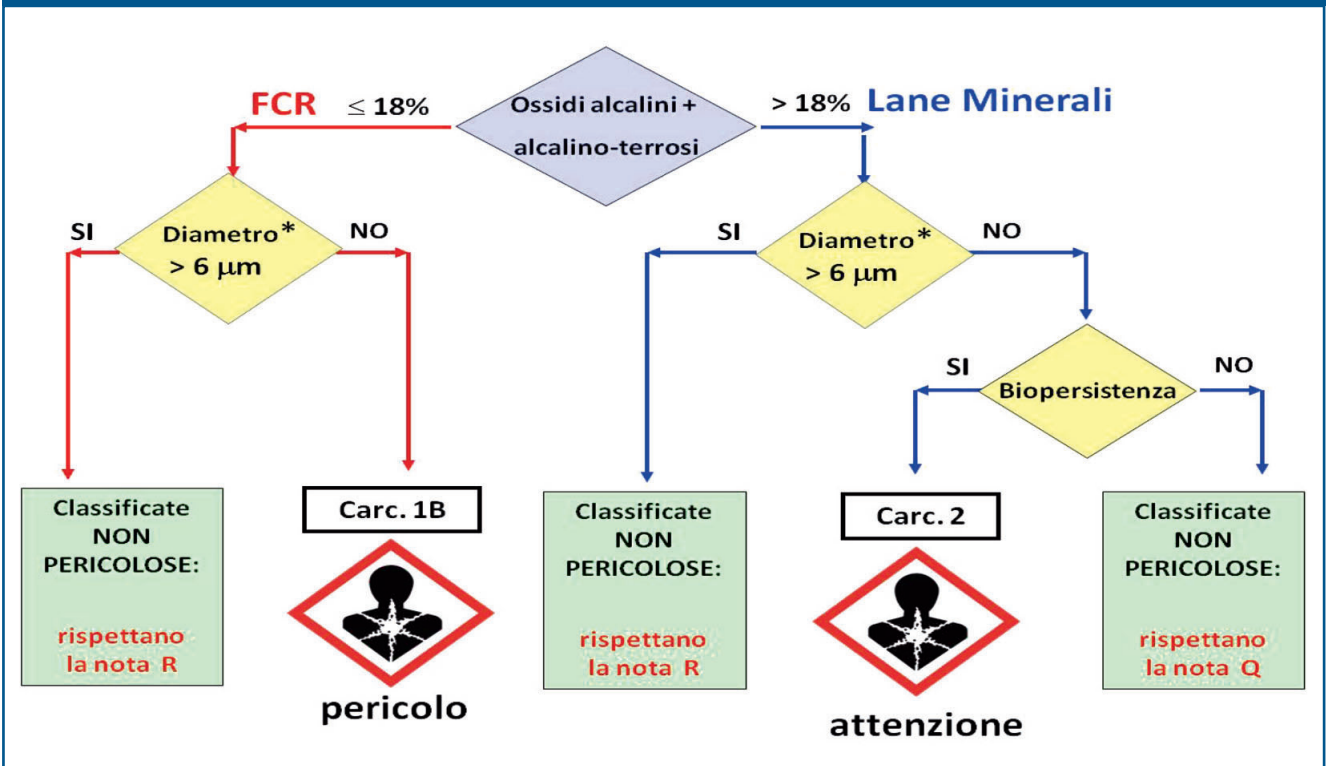 FCR ≤ 18%
Ossidi alcalini +
alcalino-terrosi
> 18% Lane Minerali
SI
Diametro*
> 6 μm
NO
SI
Diametro*
> 6 μm
NO
SI
Biopersistenza
NO
Classificate
NON
PERICOLOSE:
rispettano
la nota R
Carc. 1B
pericolo
Classificate
NON
PERICOLOSE:
rispettano
la nota R
Carc. 2
attenzione
Classificate
NON
PERICOLOSE:
rispettano
la nota Q